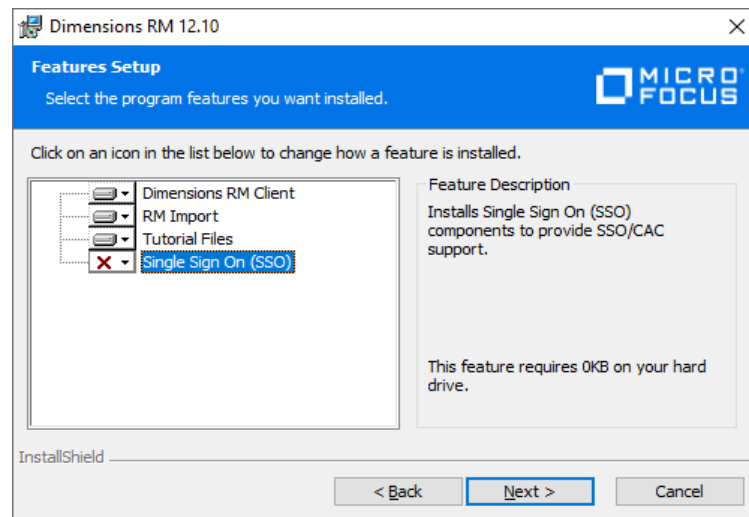 Dimensions RM 12.10
Features Setup
Select the program features you want installed.
MICRO
FOCUS
Click on an icon in the list below to change how a feature is installed.
Dimensions RM Client
RM Import
Tutorial Files
Single Sign On (SSO)
Feature Description
Installs Single Sign On (SSO)
components to provide SSO/CAC
support.
This feature requires 0KB on your hard
drive.
InstallShield
< Back
Next >
Cancel